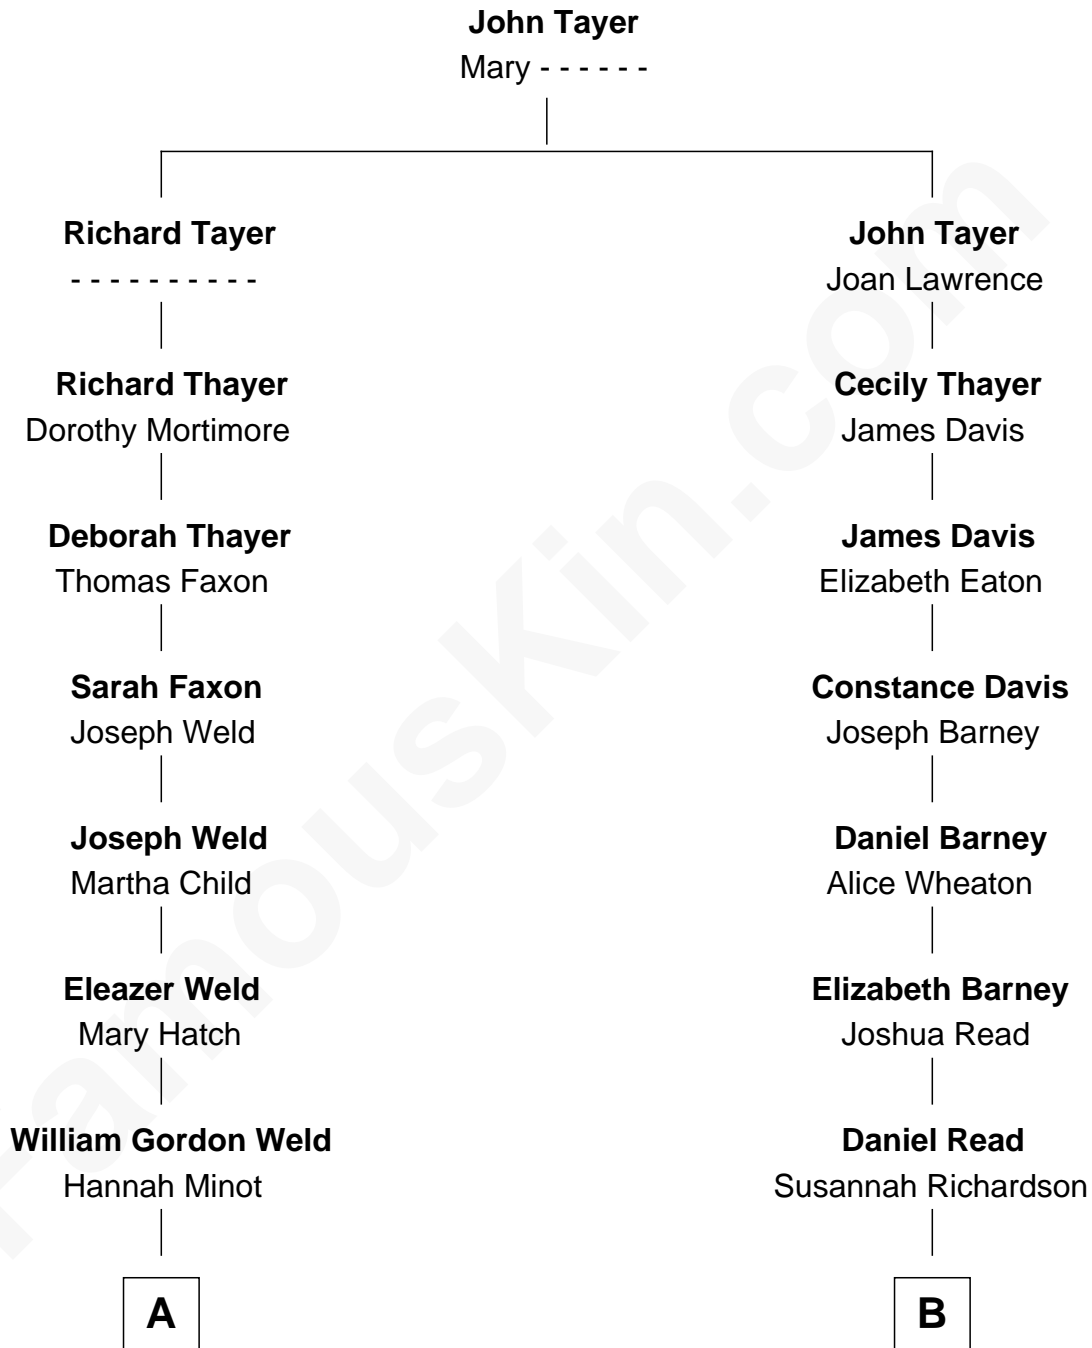 John Tayer
Mary - - - - - -
Richard Tayer
- - - - - - - - - -
John Tayer
Joan Lawrence
Richard Thayer
Dorothy Mortimore
Cecily Thayer
James Davis
Deborah Thayer
Thomas Faxon
James Davis
Elizabeth Eaton
Sarah Faxon
Joseph Weld
Constance Davis
Joseph Barney
Joseph Weld
Martha Child
Daniel Barney
Alice Wheaton
Eleazer Weld
Mary Hatch
Elizabeth Barney
Joshua Read
William Gordon Weld
Hannah Minot
Daniel Read
Susannah Richardson
A
B
FamousKin.com